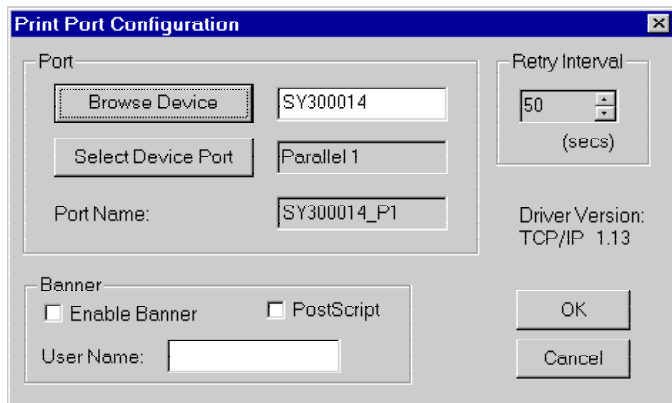 Print Port Configuration
Port
Browse Device
SY300014
Select Device Port
Parallel 1
Port Name:
SY300014_P1
Retry Interval
50
(secs)
Driver Version:
TCP/IP 1.13
Banner
Enable Banner
PostScript
User Name:
OK
Cancel